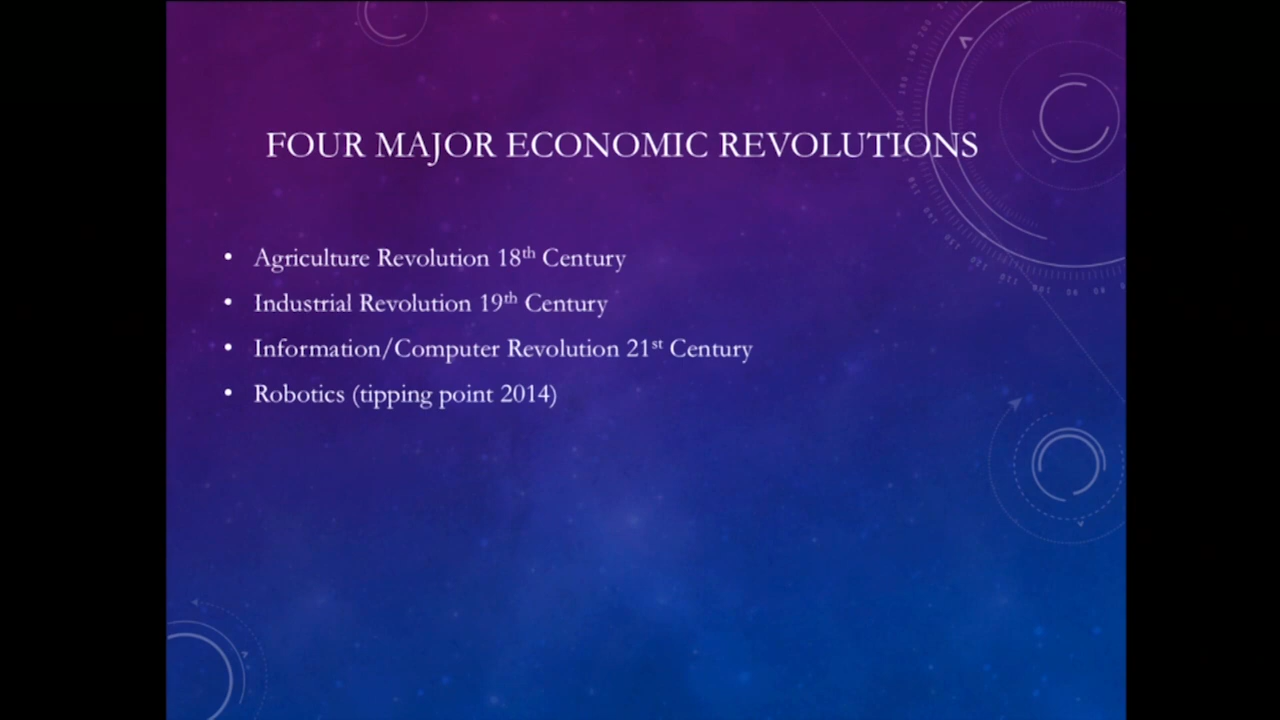 FOUR MAJOR ECONOMIC REVOLUTIONS
• Agriculture Revolution 18th Century
• Industrial Revolution 19th Century
• Information/Computer Revolution 21st Century
• Robotics (tipping point 2014)